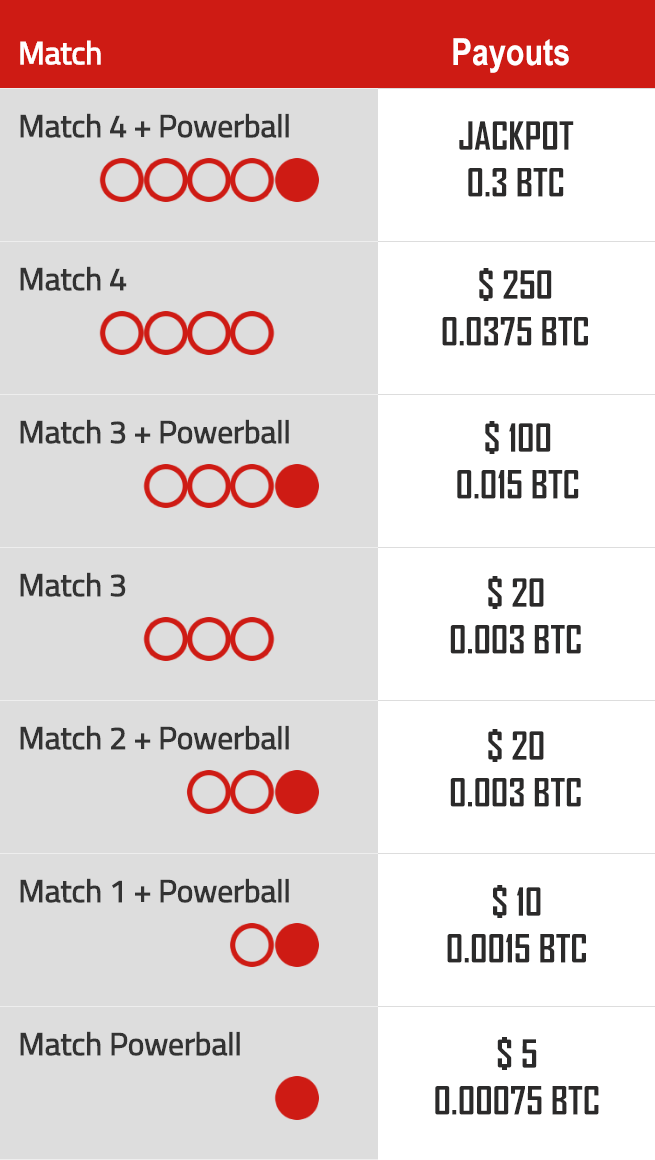 Match Payouts
Match 4 + Powerball
JACKPOT
0.3 BTC
Match 4
$ 250
0.0375 BTC
Match 3 + Powerball
$ 100
0.015 BTC
Match 3
$ 20
0.003 BTC
Match 2 + Powerball
$ 20
0.003 BTC
Match 1 + Powerball
$ 10
0.0015 BTC
Match Powerball
$ 5
0.00075 BTC